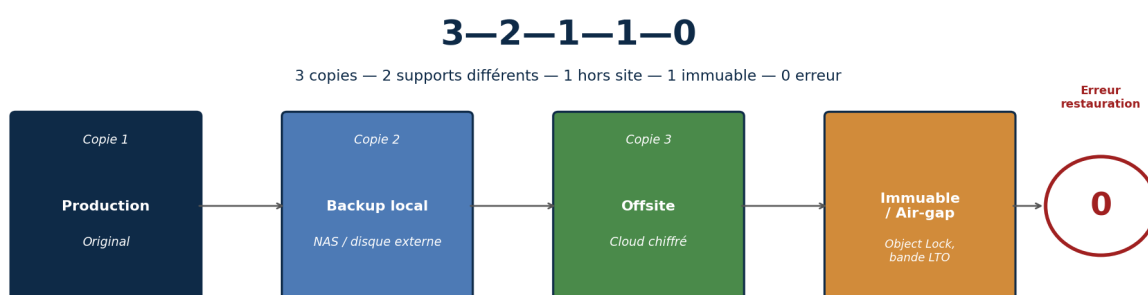 3—2—1—1—0
3 copies — 2 supports différents — 1 hors site — 1 immuable — 0 erreur
Copie 1
Production
Original
Copie 2
Backup local
NAS / disque externe
Copie 3
Offsite
Cloud chiffré
Immuable
/ Air-gap
Object Lock,
bande LTO
Erreur
restauration
0